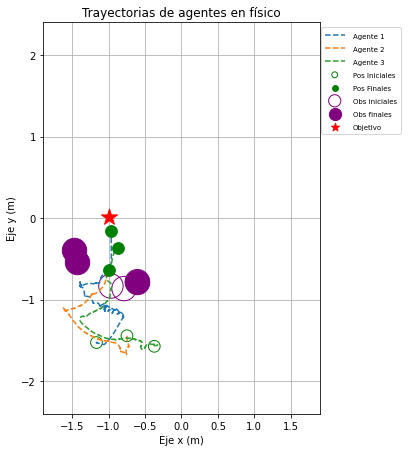 Trayectorias de agentes en físico
Agente 1
Agente 2
Agente 3
Pos Iniciales
Pos Finales
Obs Iniciales
Obs finales
Objetivo
Eje y (m)
2
1
0
−1
−2
−1.5
−1.0
−0.5
0.0
0.5
1.0
1.5
Eje x (m)